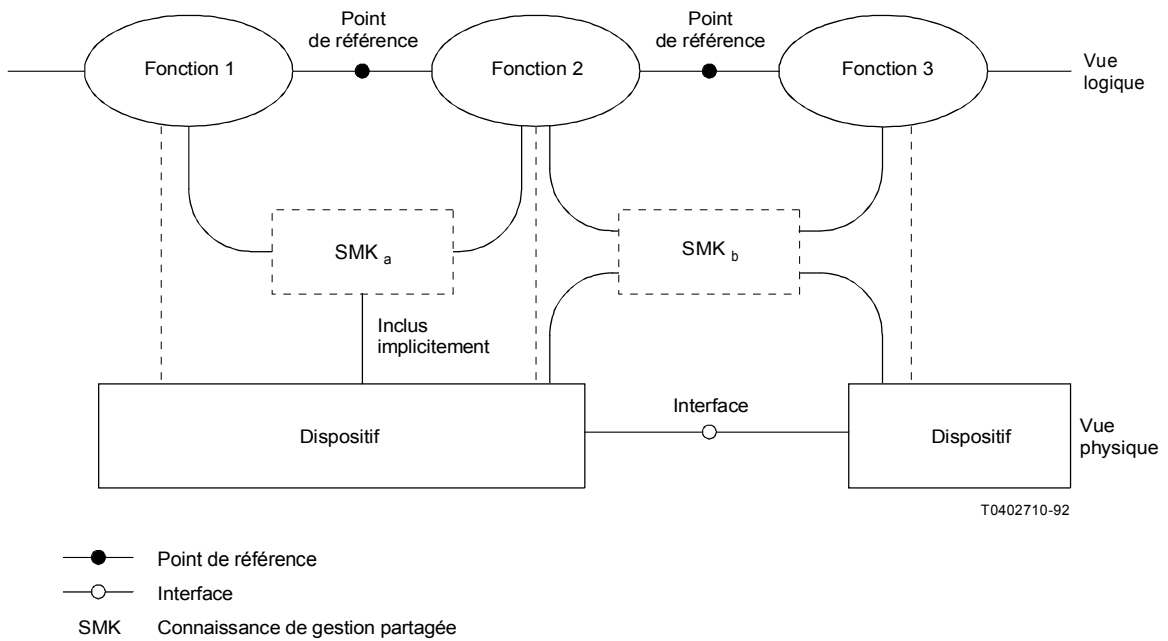 Point
de référence
Point
de référence
Fonction 1
Fonction 2
Fonction 3
Vue
logique
SMK a
SMK b
Inclus
implicitement
Interface
Dispositif
Dispositif
Vue
physique
T0402710-92
Point de référence
Interface
SMK Connaissance de gestion partagée